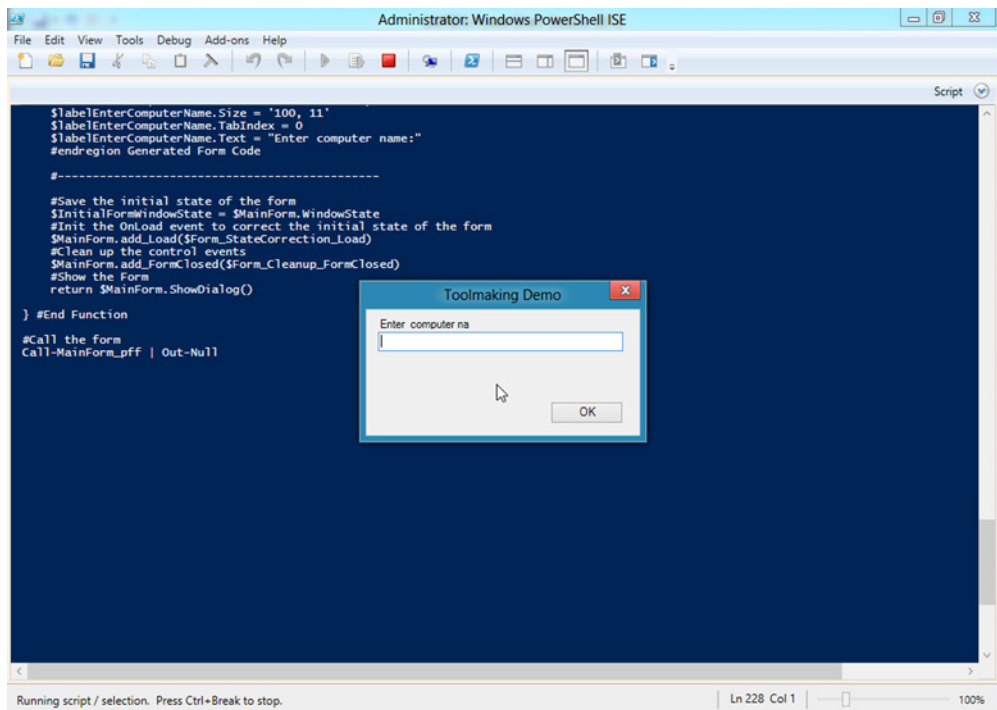 Administrator: Windows PowerShell ISE
File Edit View Tools Debug Add-ons Help
Script
$labelEnterComputerName.Size = '100, 11'
$labelEnterComputerName.TabIndex = 0
$labelEnterComputerName.Text = "Enter computer name:"
#endregion Generated Form Code
#----------------------------------------------
#Save the initial state of the form
$InitialFormWindowState = $MainForm.WindowState
#Init the OnLoad event to correct the initial state of the form
$MainForm.add_Load($Form_StateCorrection_Load)
#Clean up the control events
$MainForm.add_FormClosed($Form_Cleanup_FormClosed)
#Show the Form
return $MainForm.ShowDialog()
} #End Function
#Call the form
Call-MainForm_pff | Out-Null
Toolmaking Demo
Enter computer na
OK
Running script / selection. Press Ctrl+Break to stop.
Ln 228 Col 1
100%